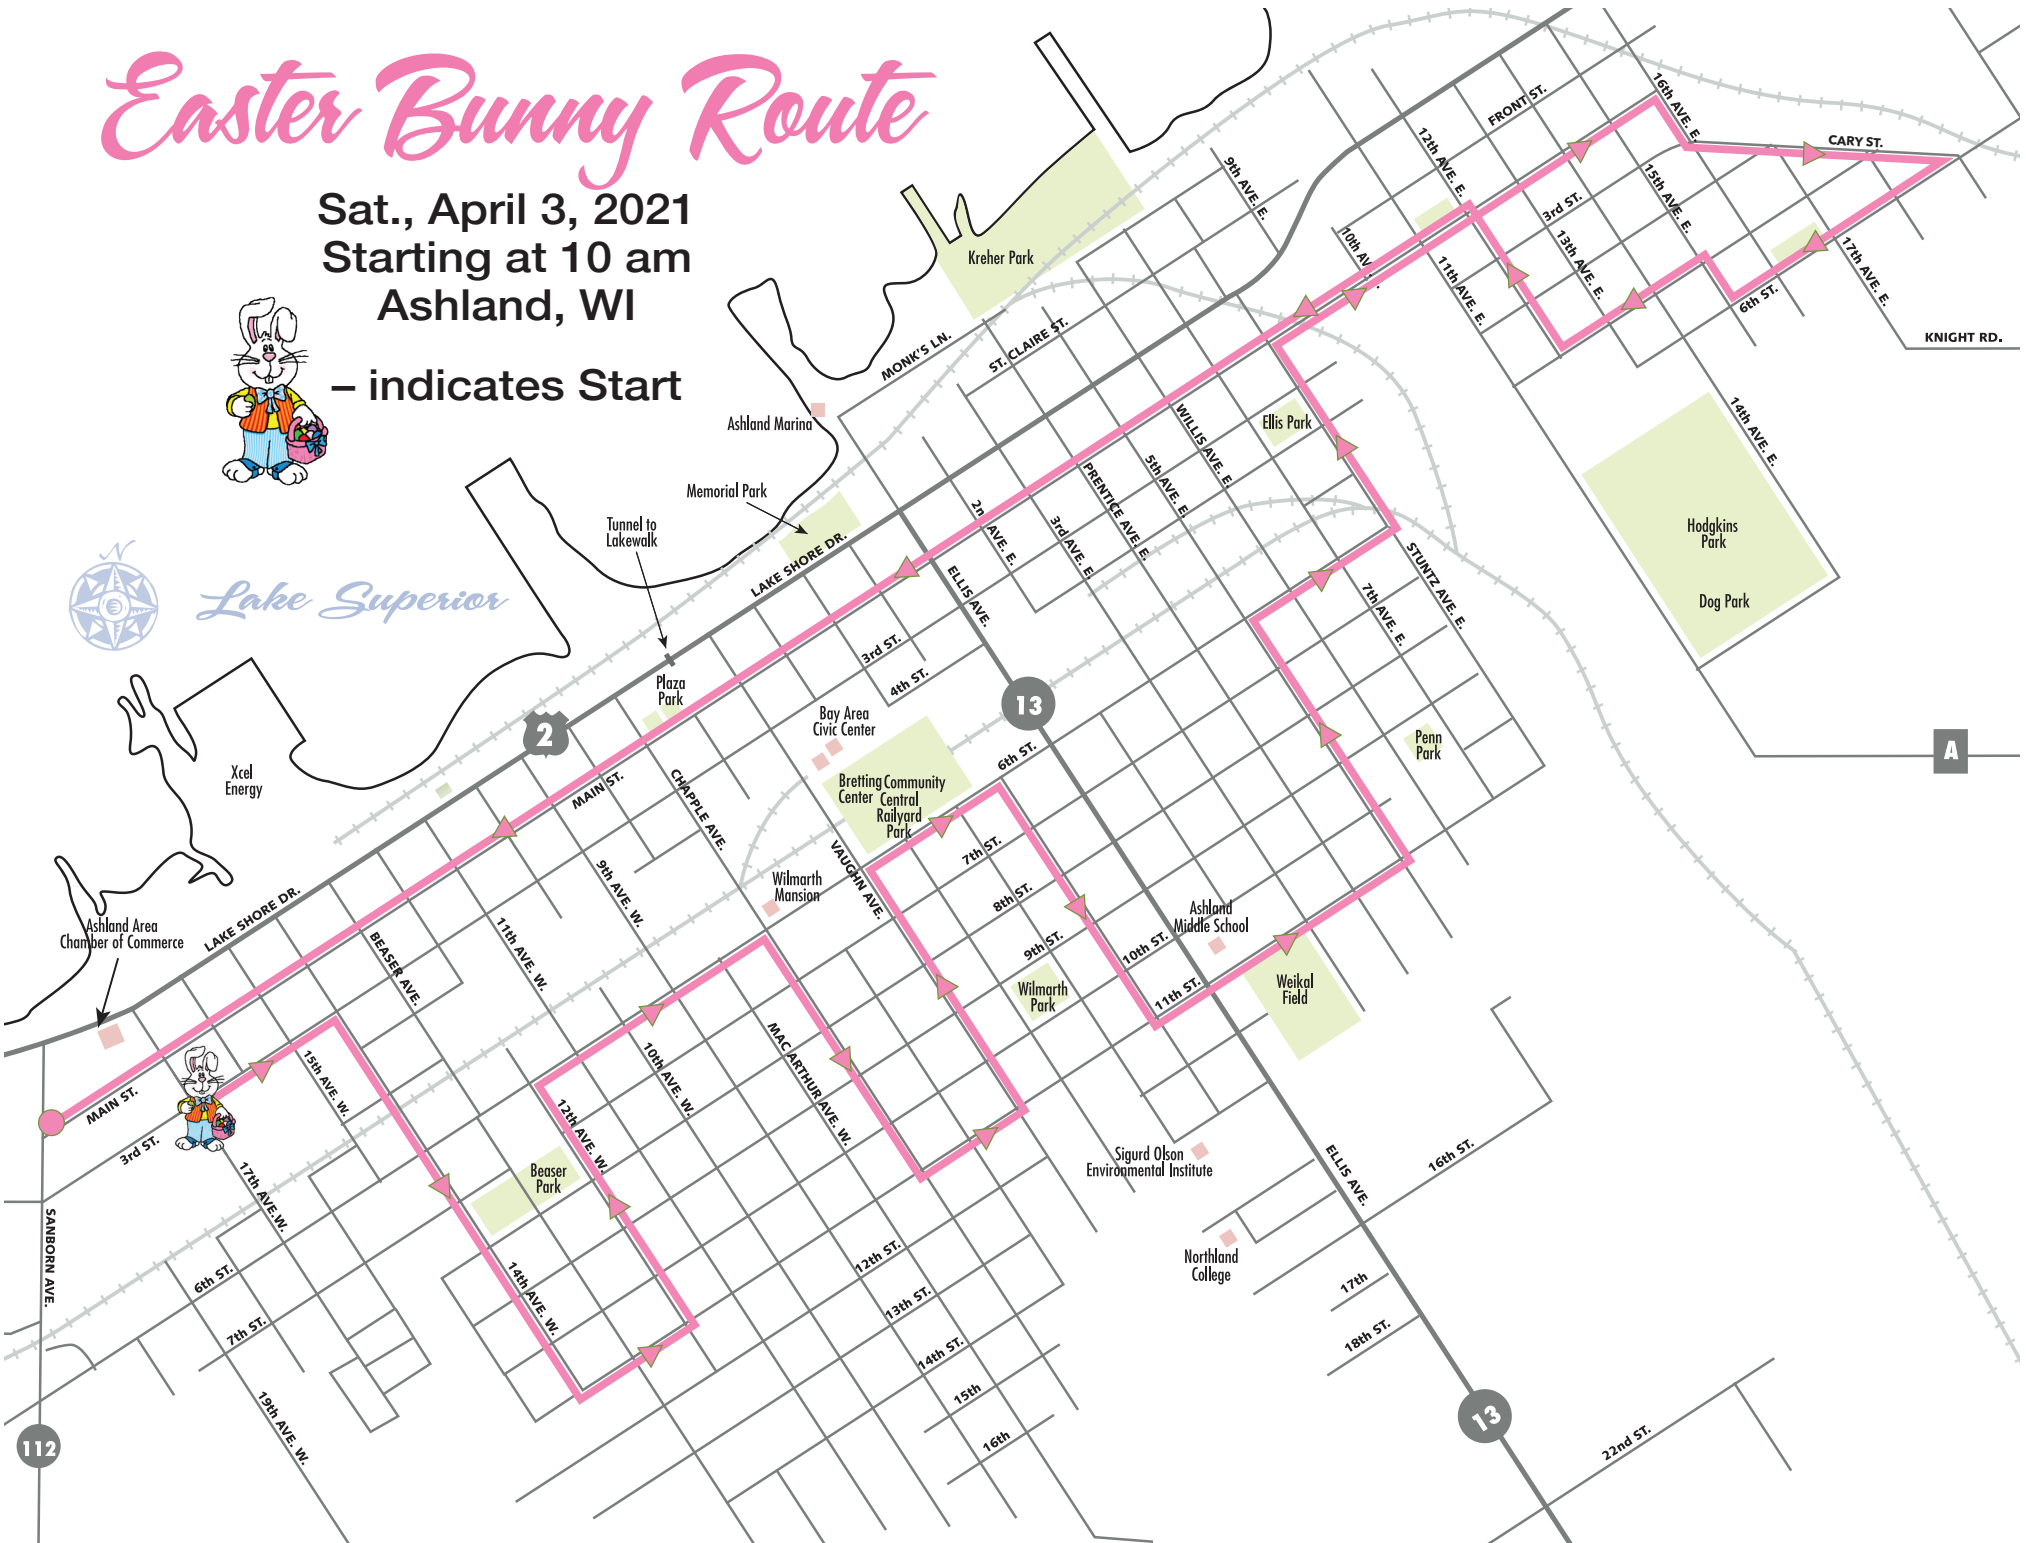 Easter Bunny Route
Sat., April 3, 2021
Starting at 10 am
Ashland, WI
– indicates Start
N
Lake Superior
Kreher Park
Ashland Marina
Memorial Park
Tunnel to
Lakewalk
Plaza
Park
Bay Area
Civic Center
Bretting Community
Center Central
Railyard
Park
Wilmarth
Mansion
Xcel
Energy
Ashland Area
Chamber of Commerce
Beaser
Park
Wilmarth
Park
Ashland
Middle School
Weikal
Field
Penn
Park
Ellis Park
Hodgkins
Park
Dog Park
Sigurd Olson
Environmental Institute
Northland
College
2
13
13
112
A
16th AVE. E.
FRONT ST.
CARY ST.
12th AVE. E.
9th AVE. E.
10th AV
11th AVE. E.
3rd ST.
13th AVE. E.
15th AVE. E.
17th AVE. E.
6th ST.
KNIGHT RD.
14th AVE. E.
MONK'S LN.
ST. CLAIRE ST.
WILLIS AVE. E.
5th AVE. E.
PRENTICE AVE. E.
3rd AVE. E.
2n AVE. E.
STUNTZ AVE. E.
7th AVE. E.
LAKE SHORE DR.
ELLIS AVE.
3rd ST.
4th ST.
6th ST.
7th ST.
8th ST.
9th ST.
10th ST.
11th ST.
MAIN ST.
CHAPPLE AVE.
VAUGHN AVE.
9th AVE. W.
11th AVE. W.
BEASER AVE.
LAKE SHORE DR.
MAIN ST.
3rd ST.
15th AVE. W.
17th AVE.W.
SANBORN AVE.
6th ST.
7th ST.
19th AVE. W.
14th AVE. W.
12th AVE. W.
10th AVE. W.
MAC ARTHUR AVE. W.
12th ST.
13th ST.
14th ST.
15th
16th
ELLIS AVE.
16th ST.
17th
18th ST.
22nd ST.